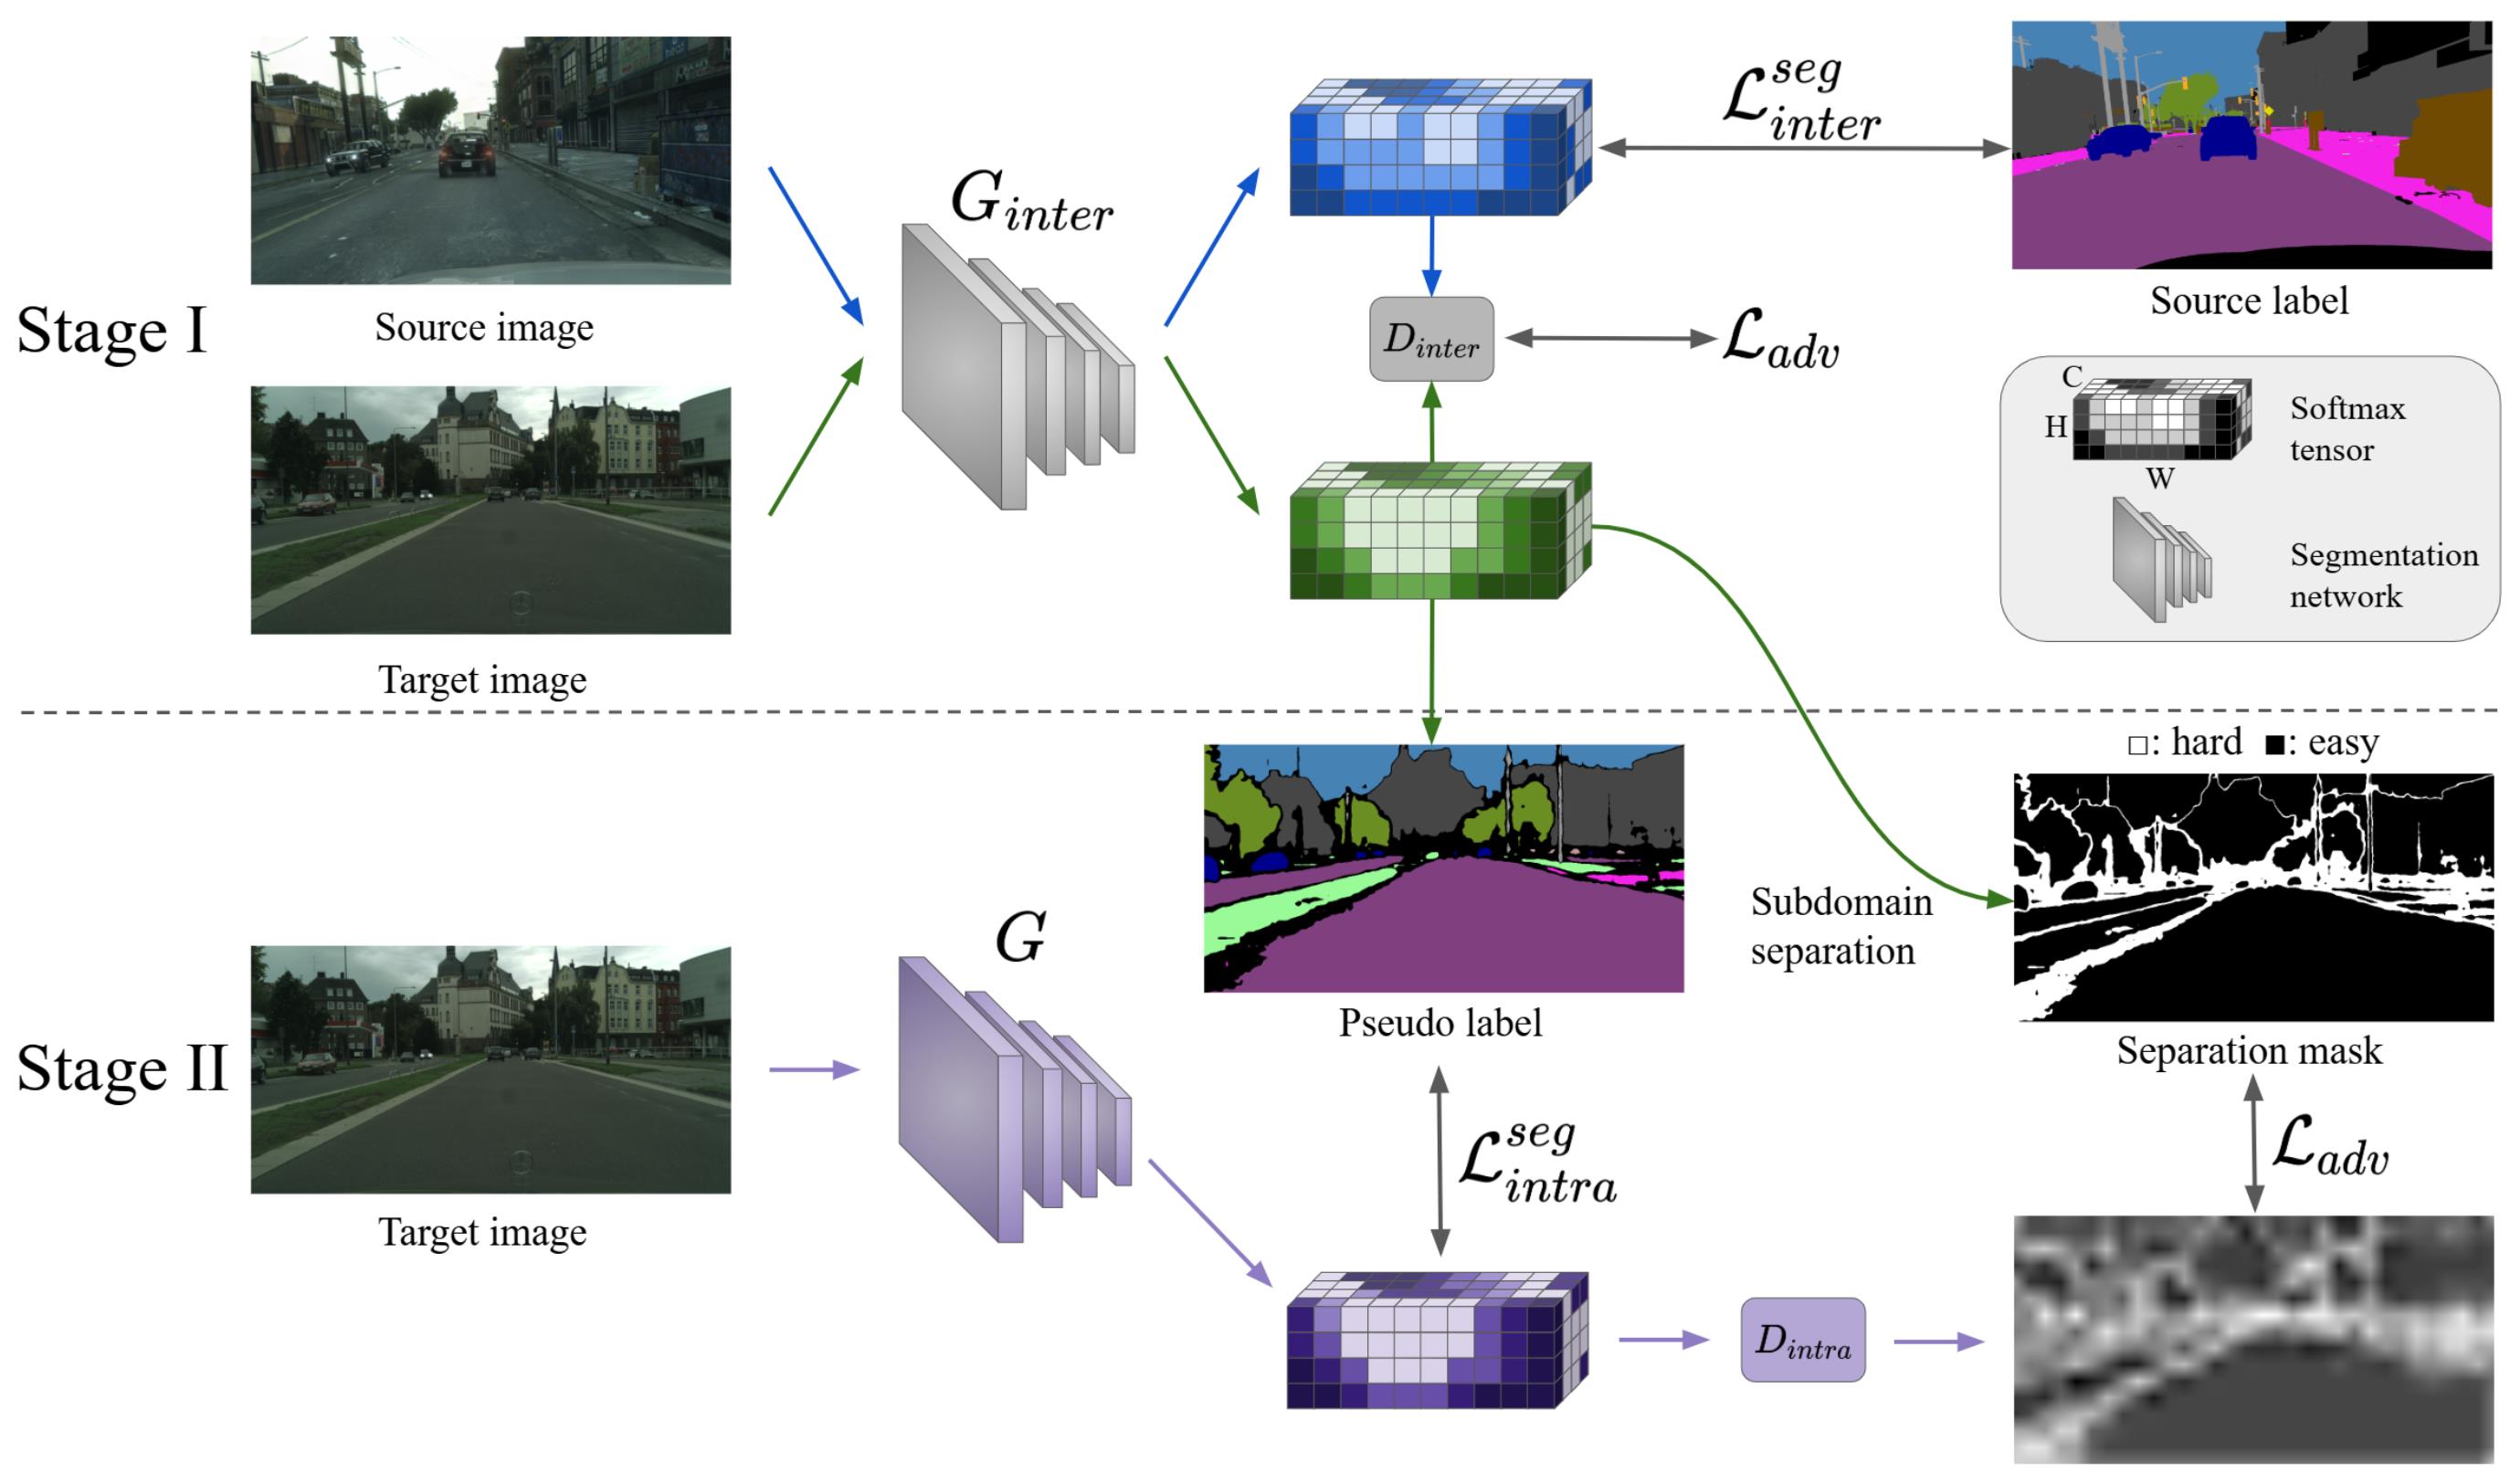 Stage I
Source image
Target image
G_{inter}
\mathcal{L}^{seg}_{inter}
Source label
D_{inter}
\mathcal{L}_{adv}
C
H
W
Softmax
tensor
Segmentation
network
Stage II
Target image
G
Pseudo label
\mathcal{L}^{seg}_{intra}
Subdomain
separation
□: hard ■: easy
Separation mask
\mathcal{L}_{adv}
D_{intra}